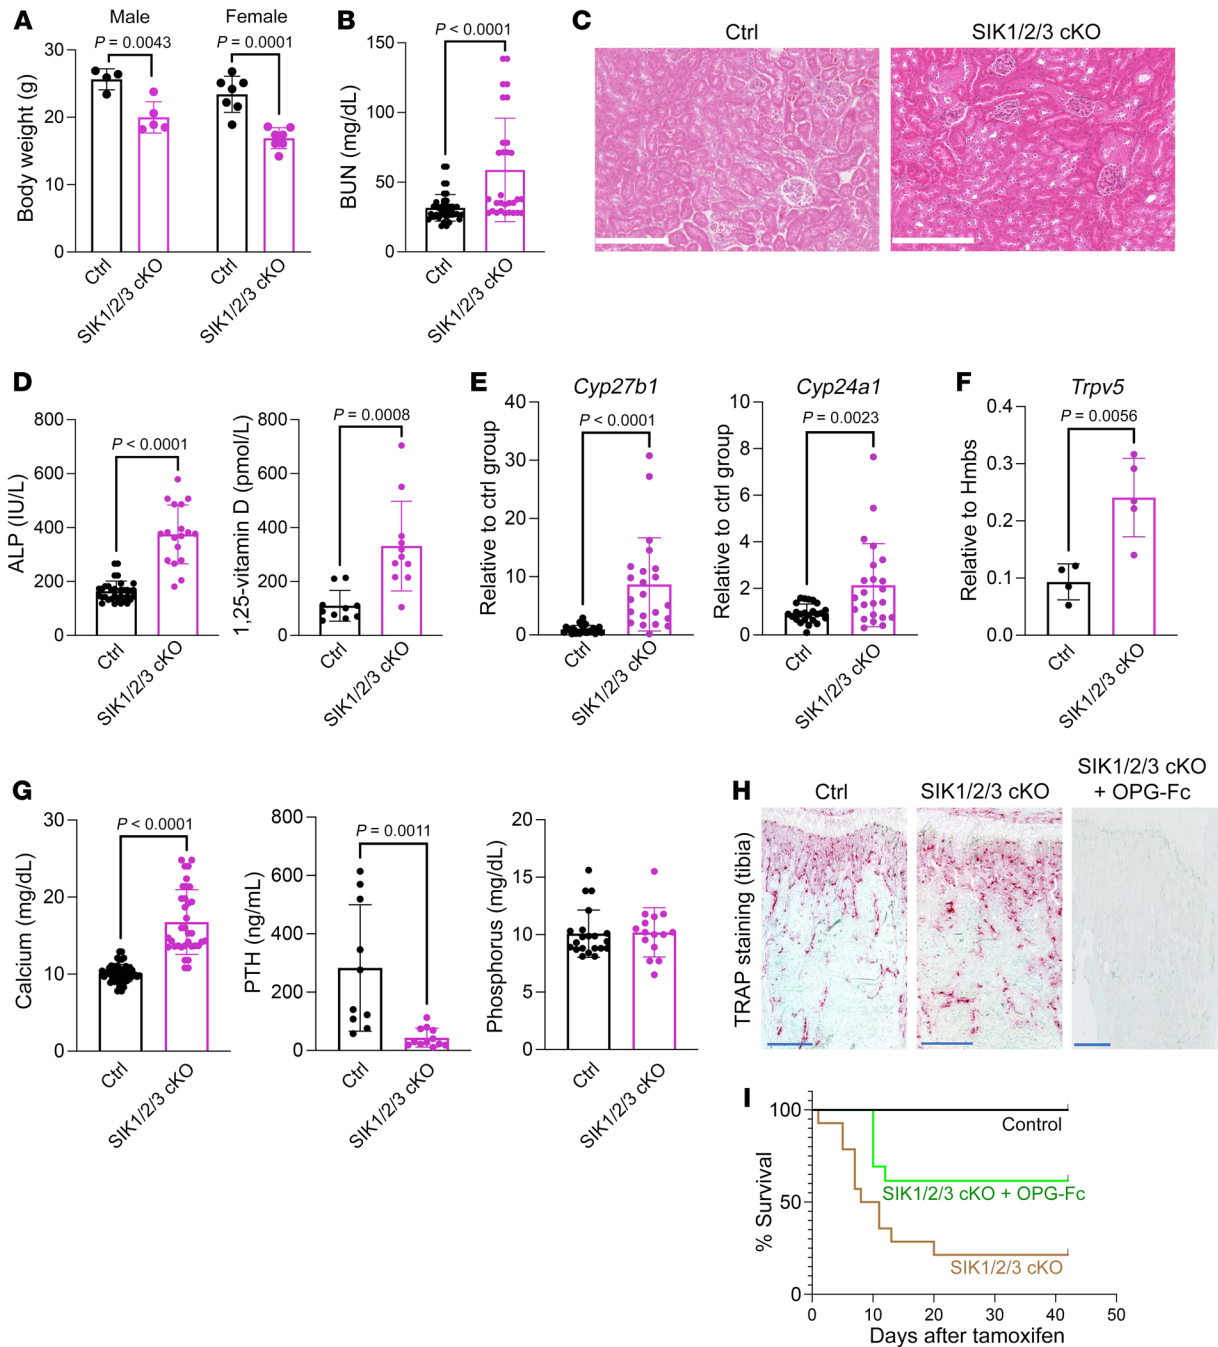 A
Male
Female
P = 0.0043
P = 0.0001
Body weight (g)
30
20
10
0
Ctrl
SIK1/2/3 cKO
Ctrl
SIK1/2/3 cKO
B
P < 0.0001
BUN (mg/dL)
150
100
50
0
Ctrl
SIK1/2/3 cKO
C
Ctrl
SIK1/2/3 cKO
D
P < 0.0001
ALP (IU/L)
800
600
400
200
0
Ctrl
SIK1/2/3 cKO
P = 0.0008
1,25-vitamin D (pmol/L)
800
600
400
200
0
Ctrl
SIK1/2/3 cKO
E
Cyp27b1
P < 0.0001
Relative to ctrl group
40
30
20
10
0
Ctrl
SIK1/2/3 cKO
Cyp24a1
P = 0.0023
Relative to ctrl group
10
8
6
4
2
0
Ctrl
SIK1/2/3 cKO
F
Trpv5
P = 0.0056
Relative to Hmbs
0.4
0.3
0.2
0.1
0.0
Ctrl
SIK1/2/3 cKO
G
P < 0.0001
Calcium (mg/dL)
30
20
10
0
Ctrl
SIK1/2/3 cKO
P = 0.0011
PTH (ng/mL)
800
600
400
200
0
Ctrl
SIK1/2/3 cKO
Phosphorus (mg/dL)
20
15
10
5
0
Ctrl
SIK1/2/3 cKO
H
Ctrl
SIK1/2/3 cKO
SIK1/2/3 cKO
+ OPG-Fc
TRAP staining (tibia)
I
% Survival
100
50
0
Control
SIK1/2/3 cKO + OPG-Fc
SIK1/2/3 cKO
0
10
20
30
40
50
Days after tamoxifen